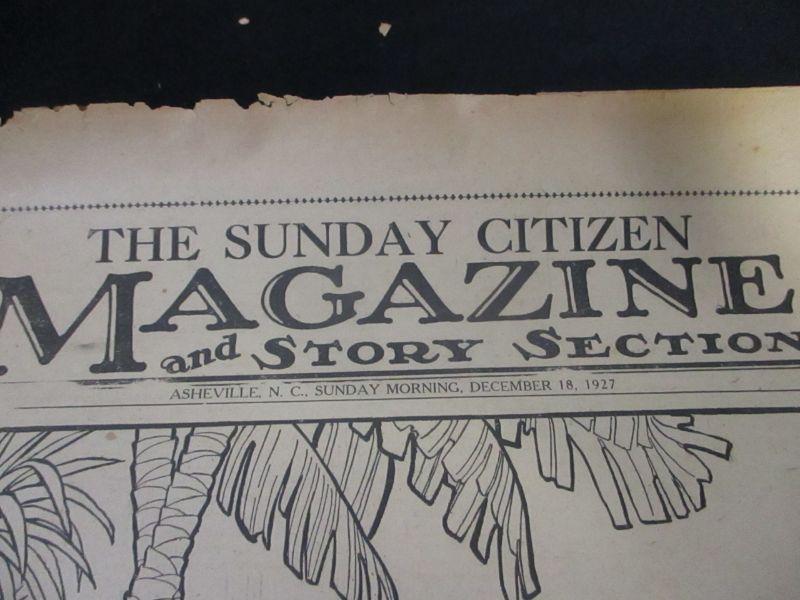 THE SUNDAY CITIZEN
MAGAZINE
and STORY SECTION
ASHEVILLE, N. C., SUNDAY MORNING, DECEMBER 18, 1927